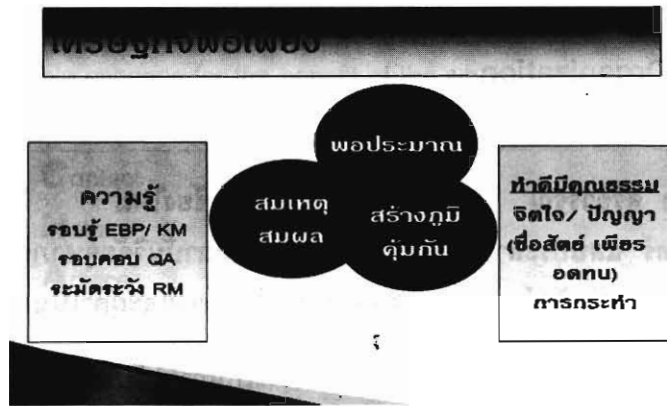 เศรษฐกิจพอเพียง
พอประมาณ
สมเหตุ
สมผล
สร้างภูมิ
คุ้มกัน
ความรู้
รอบรู้ EBP/ KM
รอบคอบ QA
ระมัดระวัง RM
ทำดีมีคุณธรรม
จิตใจ/ ปัญญา
(ซื่อสัตย์ เพียร
อดทน)
การกระทำ